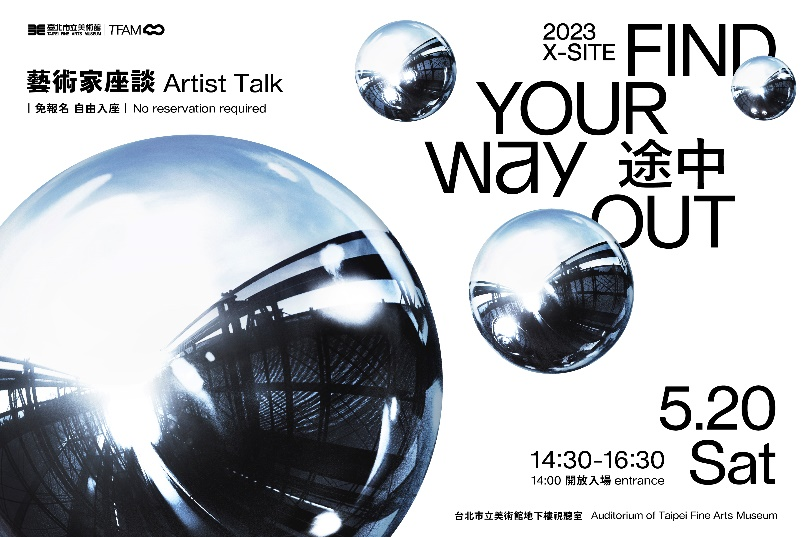 臺北市立美術館
TAIPEI FINE ARTS MUSEUM
TFAM
藝術家座談 Artist Talk
| 免報名 自由入座 | No reservation required
2023
X-SITE
FIND
YOUR
Way 途中
OUT
5.20
Sat
14:30-16:30
14:00 開放入場 entrance
台北市立美術館地下樓視聽室 Auditorium of Taipei Fine Arts Museum